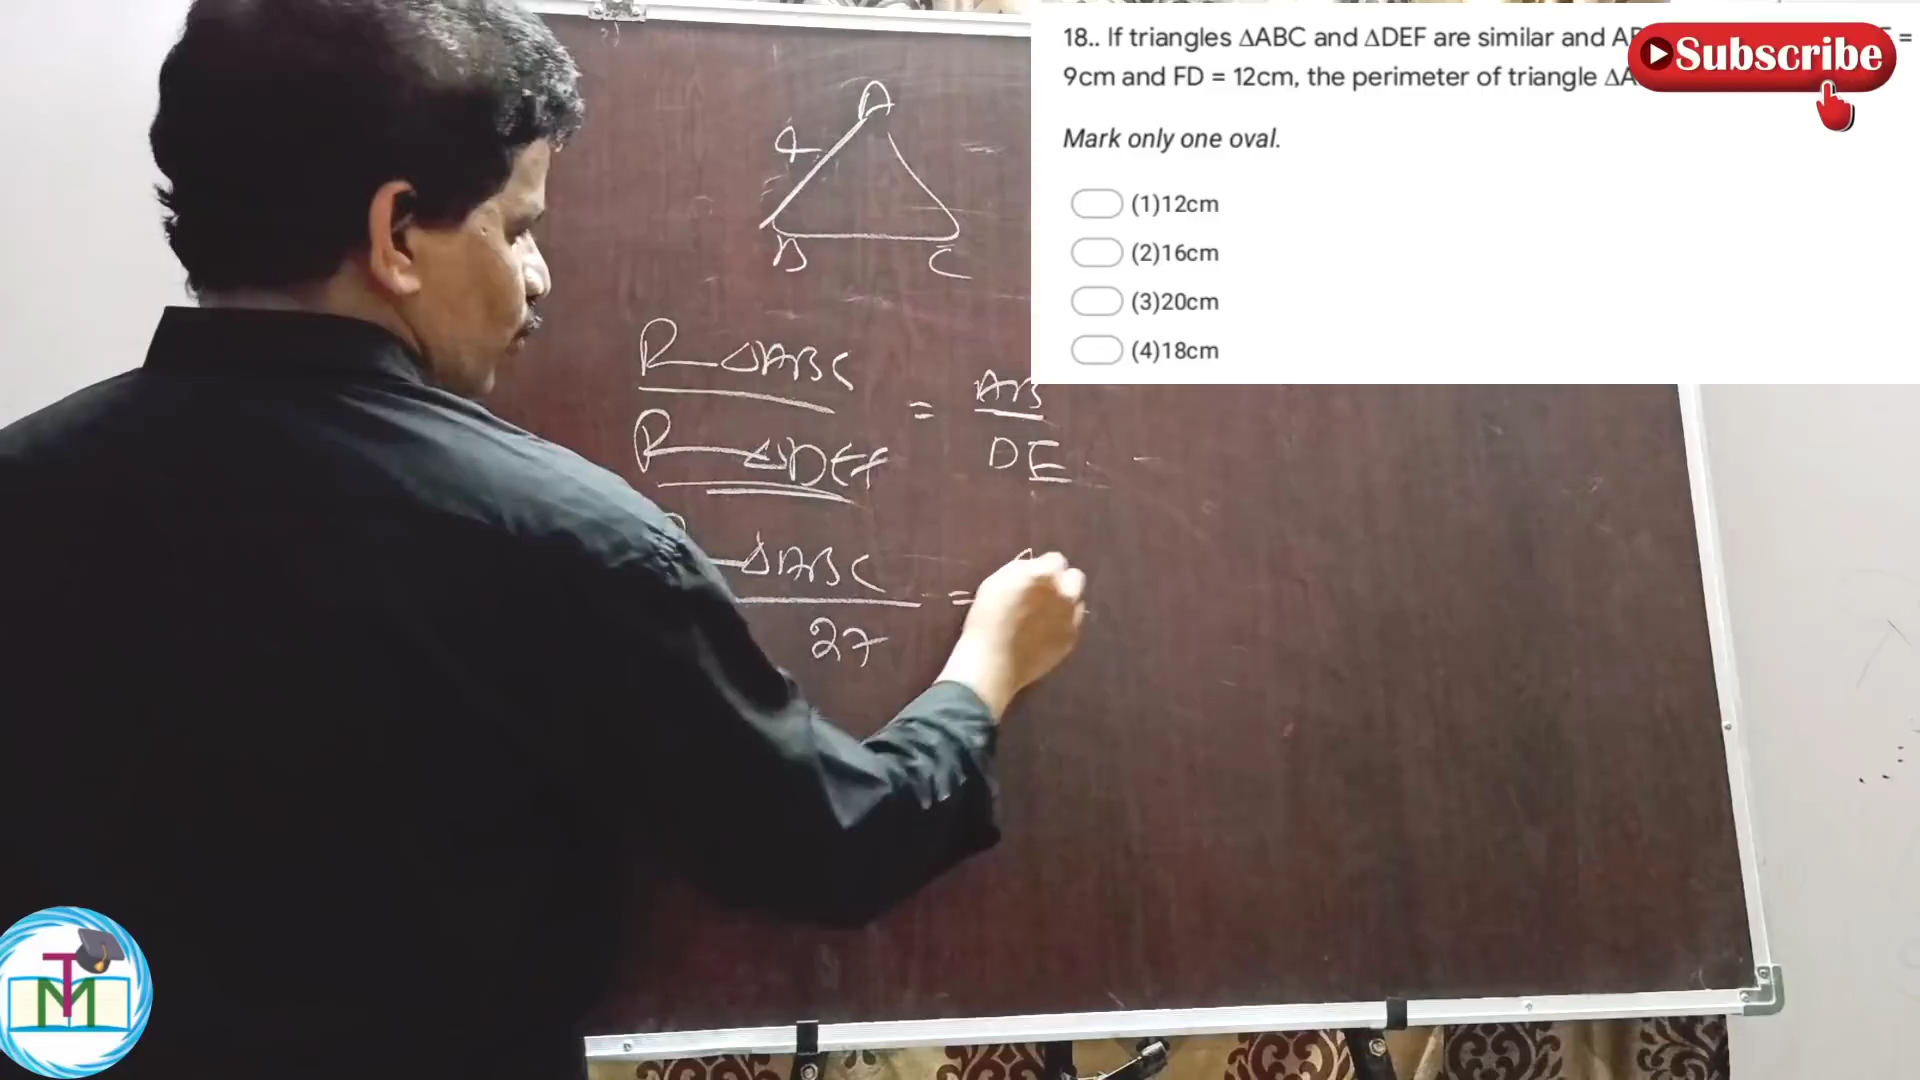 18.. If triangles ΔABC and ΔDEF are similar and =
9cm and FD = 12cm, the perimeter of triangle
Subscribe
Mark only one oval.
(1)12cm
(2)16cm
(3)20cm
(4)18cm
A
4
B
C
P ΔABC
P ΔDEF
= AB
DE
ΔABC
27
=
TM